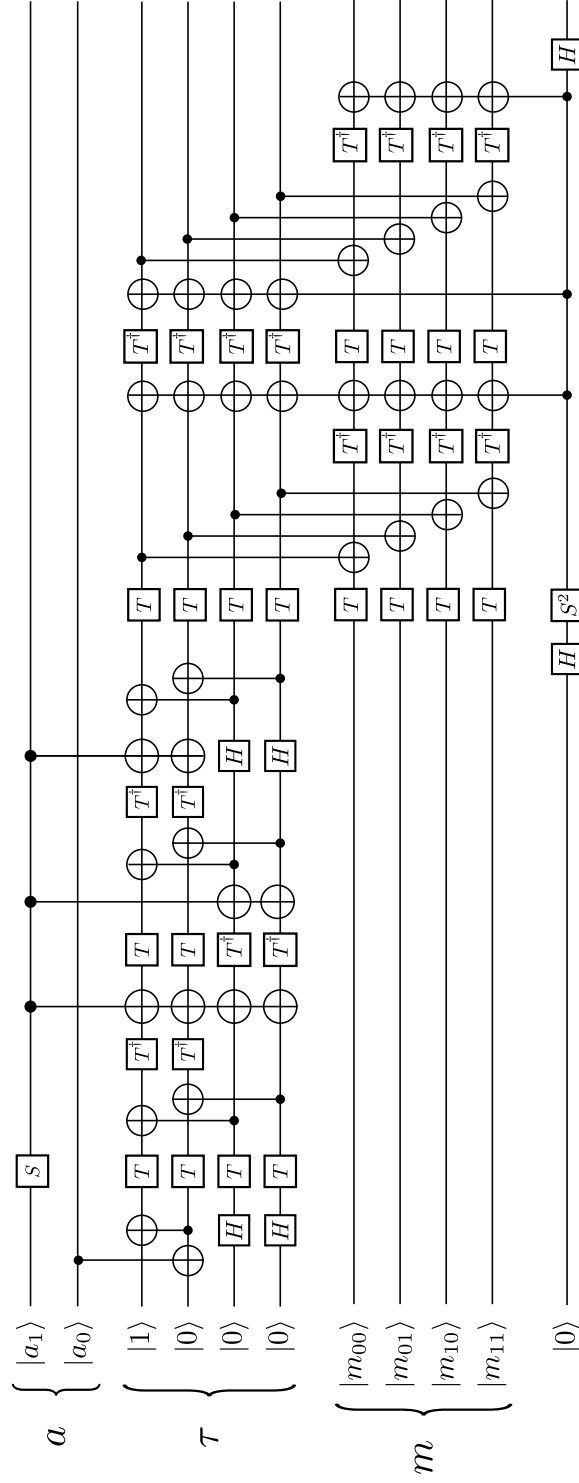 a
|a₁⟩ S
|a₀⟩
τ
|1⟩ T T† T T† T T†
|0⟩ T T† T T† T T†
|0⟩ H T T† H T T†
|0⟩ H T T† H T T†
m
|m₀₀⟩ T T† T T†
|m₀₁⟩ T T† T T†
|m₁₀⟩ T T† T T†
|m₁₁⟩ T T† T T†
|0⟩ H S² H